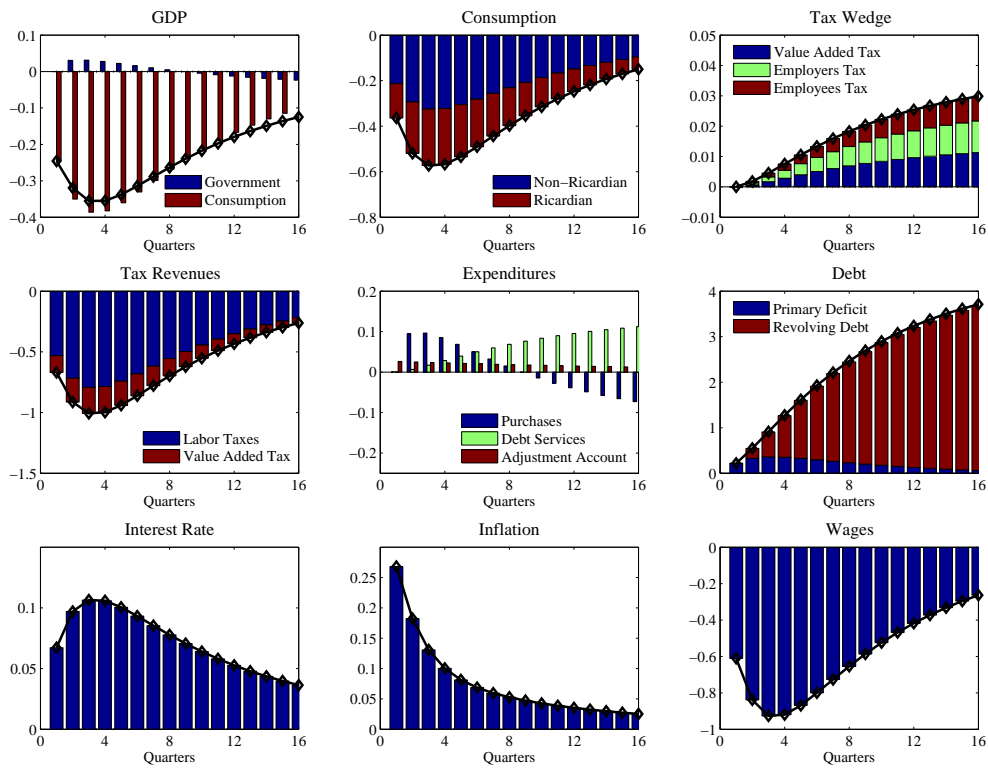 GDP
0.1
0
−0.1
−0.2
−0.3
−0.4
0 4 8 12 16
Quarters
Government
Consumption
Consumption
0
−0.2
−0.4
−0.6
−0.8
0 4 8 12 16
Quarters
Non−Ricardian
Ricardian
Tax Wedge
0.05
0.04
0.03
0.02
0.01
0
−0.01
0 4 8 12 16
Quarters
Value Added Tax
Employers Tax
Employees Tax
Tax Revenues
0
−0.5
−1
−1.5
0 4 8 12 16
Quarters
Labor Taxes
Value Added Tax
Expenditures
0.2
0.1
0
−0.1
−0.2
0 4 8 12 16
Quarters
Purchases
Debt Services
Adjustment Account
Debt
4
3
2
1
0
0 4 8 12 16
Quarters
Primary Deficit
Revolving Debt
Interest Rate
0.1
0.05
0
0 4 8 12 16
Quarters
Inflation
0.25
0.2
0.15
0.1
0.05
0
0 4 8 12 16
Quarters
Wages
0
−0.2
−0.4
−0.6
−0.8
−1
0 4 8 12 16
Quarters